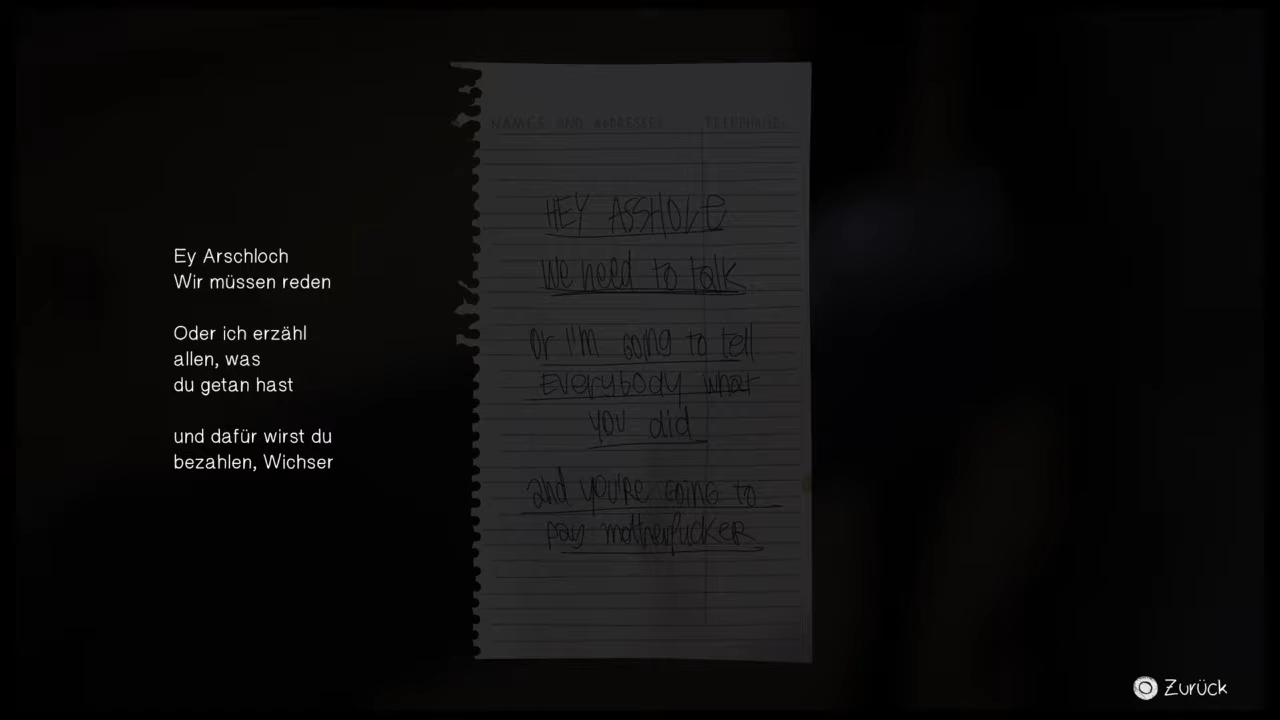 Ey Arschloch
Wir müssen reden
Oder ich erzähl
allen, was
du getan hast
und dafür wirst du
bezahlen, Wichser
NAMES AND ADDRESSES TELEPHONE
HEY ASSHOLE
We need to talk
Or I'm going to tell
EVERYbODY what
you did
and you're going to
pay motherfuckeR
Zurück